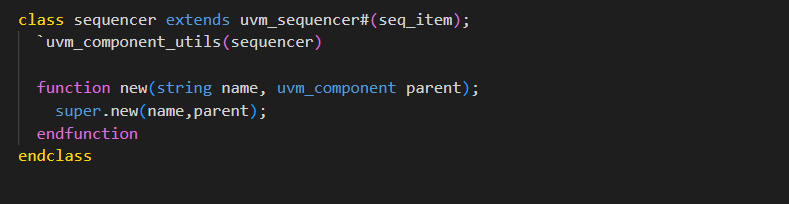 class sequencer extends uvm_sequencer#(seq_item);
`uvm_component_utils(sequencer)
function new(string name, uvm_component parent);
super.new(name,parent);
endfunction
endclass